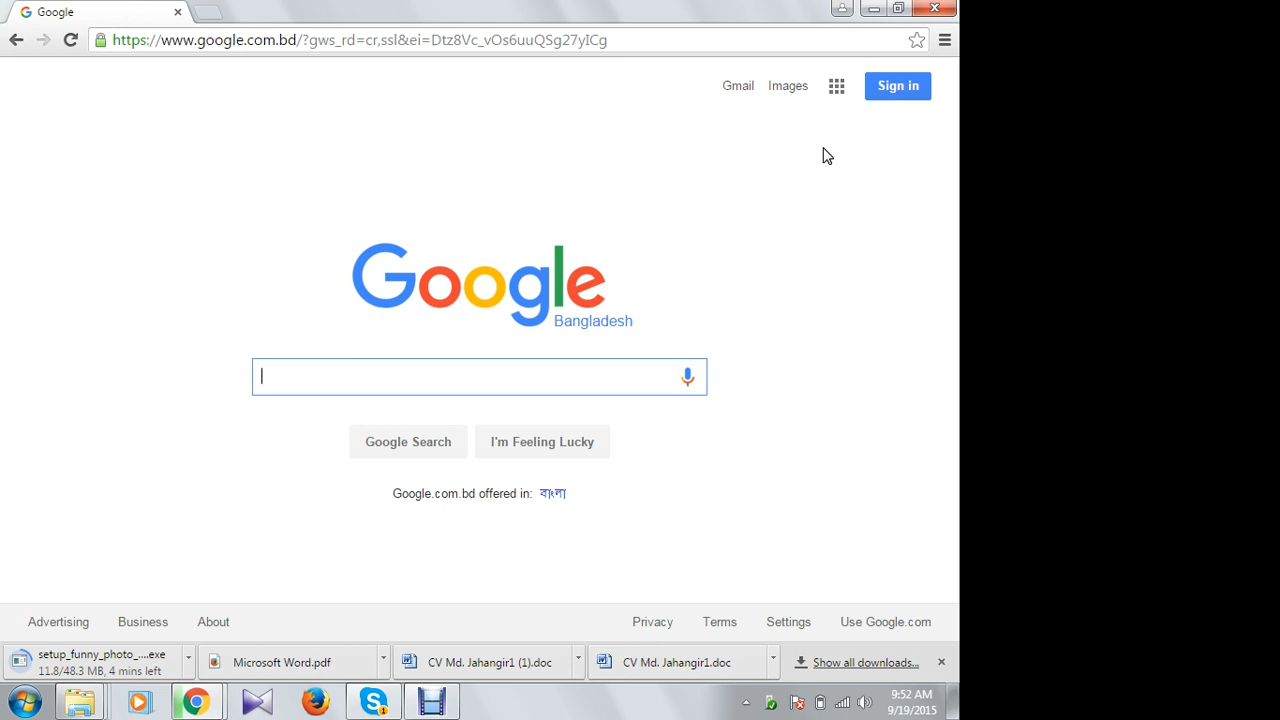 Google
https://www.google.com.bd/?gws_rd=cr,ssl&ei=Dtz8Vc_vOs6uuQSg27yICg
Gmail Images Sign in
Google
Bangladesh
Google Search I'm Feeling Lucky
Google.com.bd offered in: বাংলা
Advertising Business About Privacy Terms Settings Use Google.com
setup_funny_photo_....exe
11.8/48.3 MB, 4 mins left
Microsoft Word.pdf CV Md. Jahangir1 (1).doc CV Md. Jahangir1.doc Show all downloads...
9:52 AM
9/19/2015